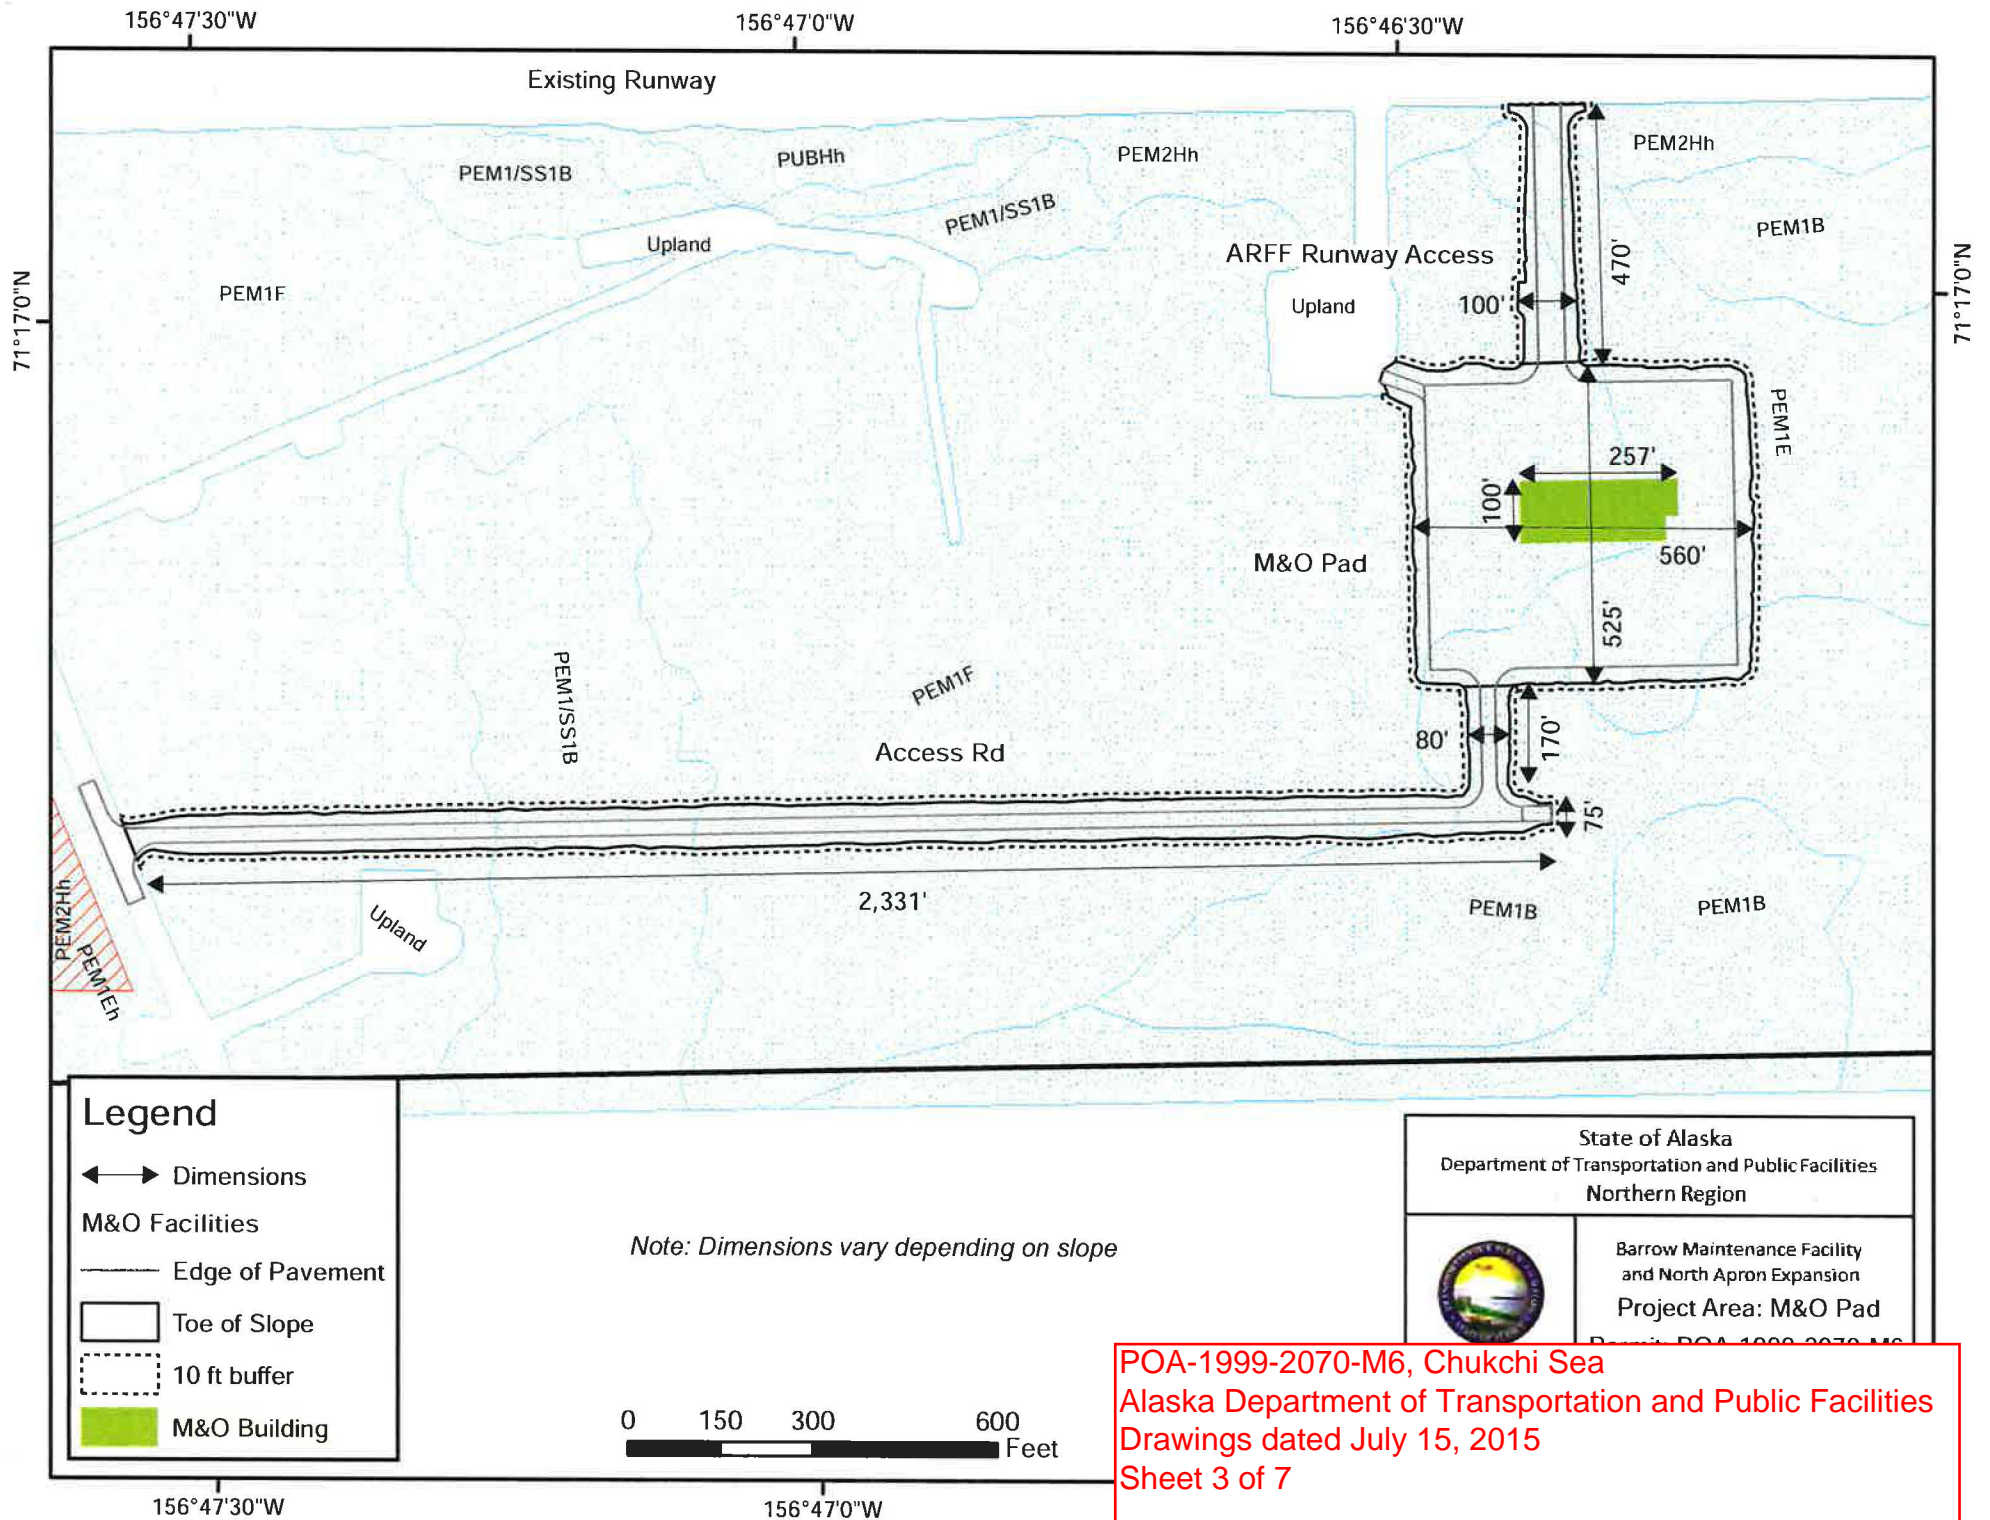 156°47'30"W
156°47'0"W
156°46'30"W
Existing Runway
PEM1/SS1B
PUBHh
PEM2Hh
PEM2Hh
PEM1/SS1B
PEM1B
Upland
ARFF Runway Access
470'
71°17'0"N
71°17'0"N
PEM1F
100'
Upland
PEM1E
257'
100'
M&O Pad
560'
525'
PEM1/SS1B
PEM1F
Access Rd
80'
170'
75'
2,331'
PEM2Hh
PEM1Eh
Upland
PEM1B
PEM1B
Legend
Dimensions
M&O Facilities
Edge of Pavement
Toe of Slope
10 ft buffer
M&O Building
Note: Dimensions vary depending on slope
0 150 300 600
Feet
State of Alaska
Department of Transportation and Public Facilities
Northern Region
Barrow Maintenance Facility
and North Apron Expansion
Project Area: M&O Pad
Permit: POA-1999-2070-M6
POA-1999-2070-M6, Chukchi Sea
Alaska Department of Transportation and Public Facilities
Drawings dated July 15, 2015
Sheet 3 of 7
156°47'30"W
156°47'0"W